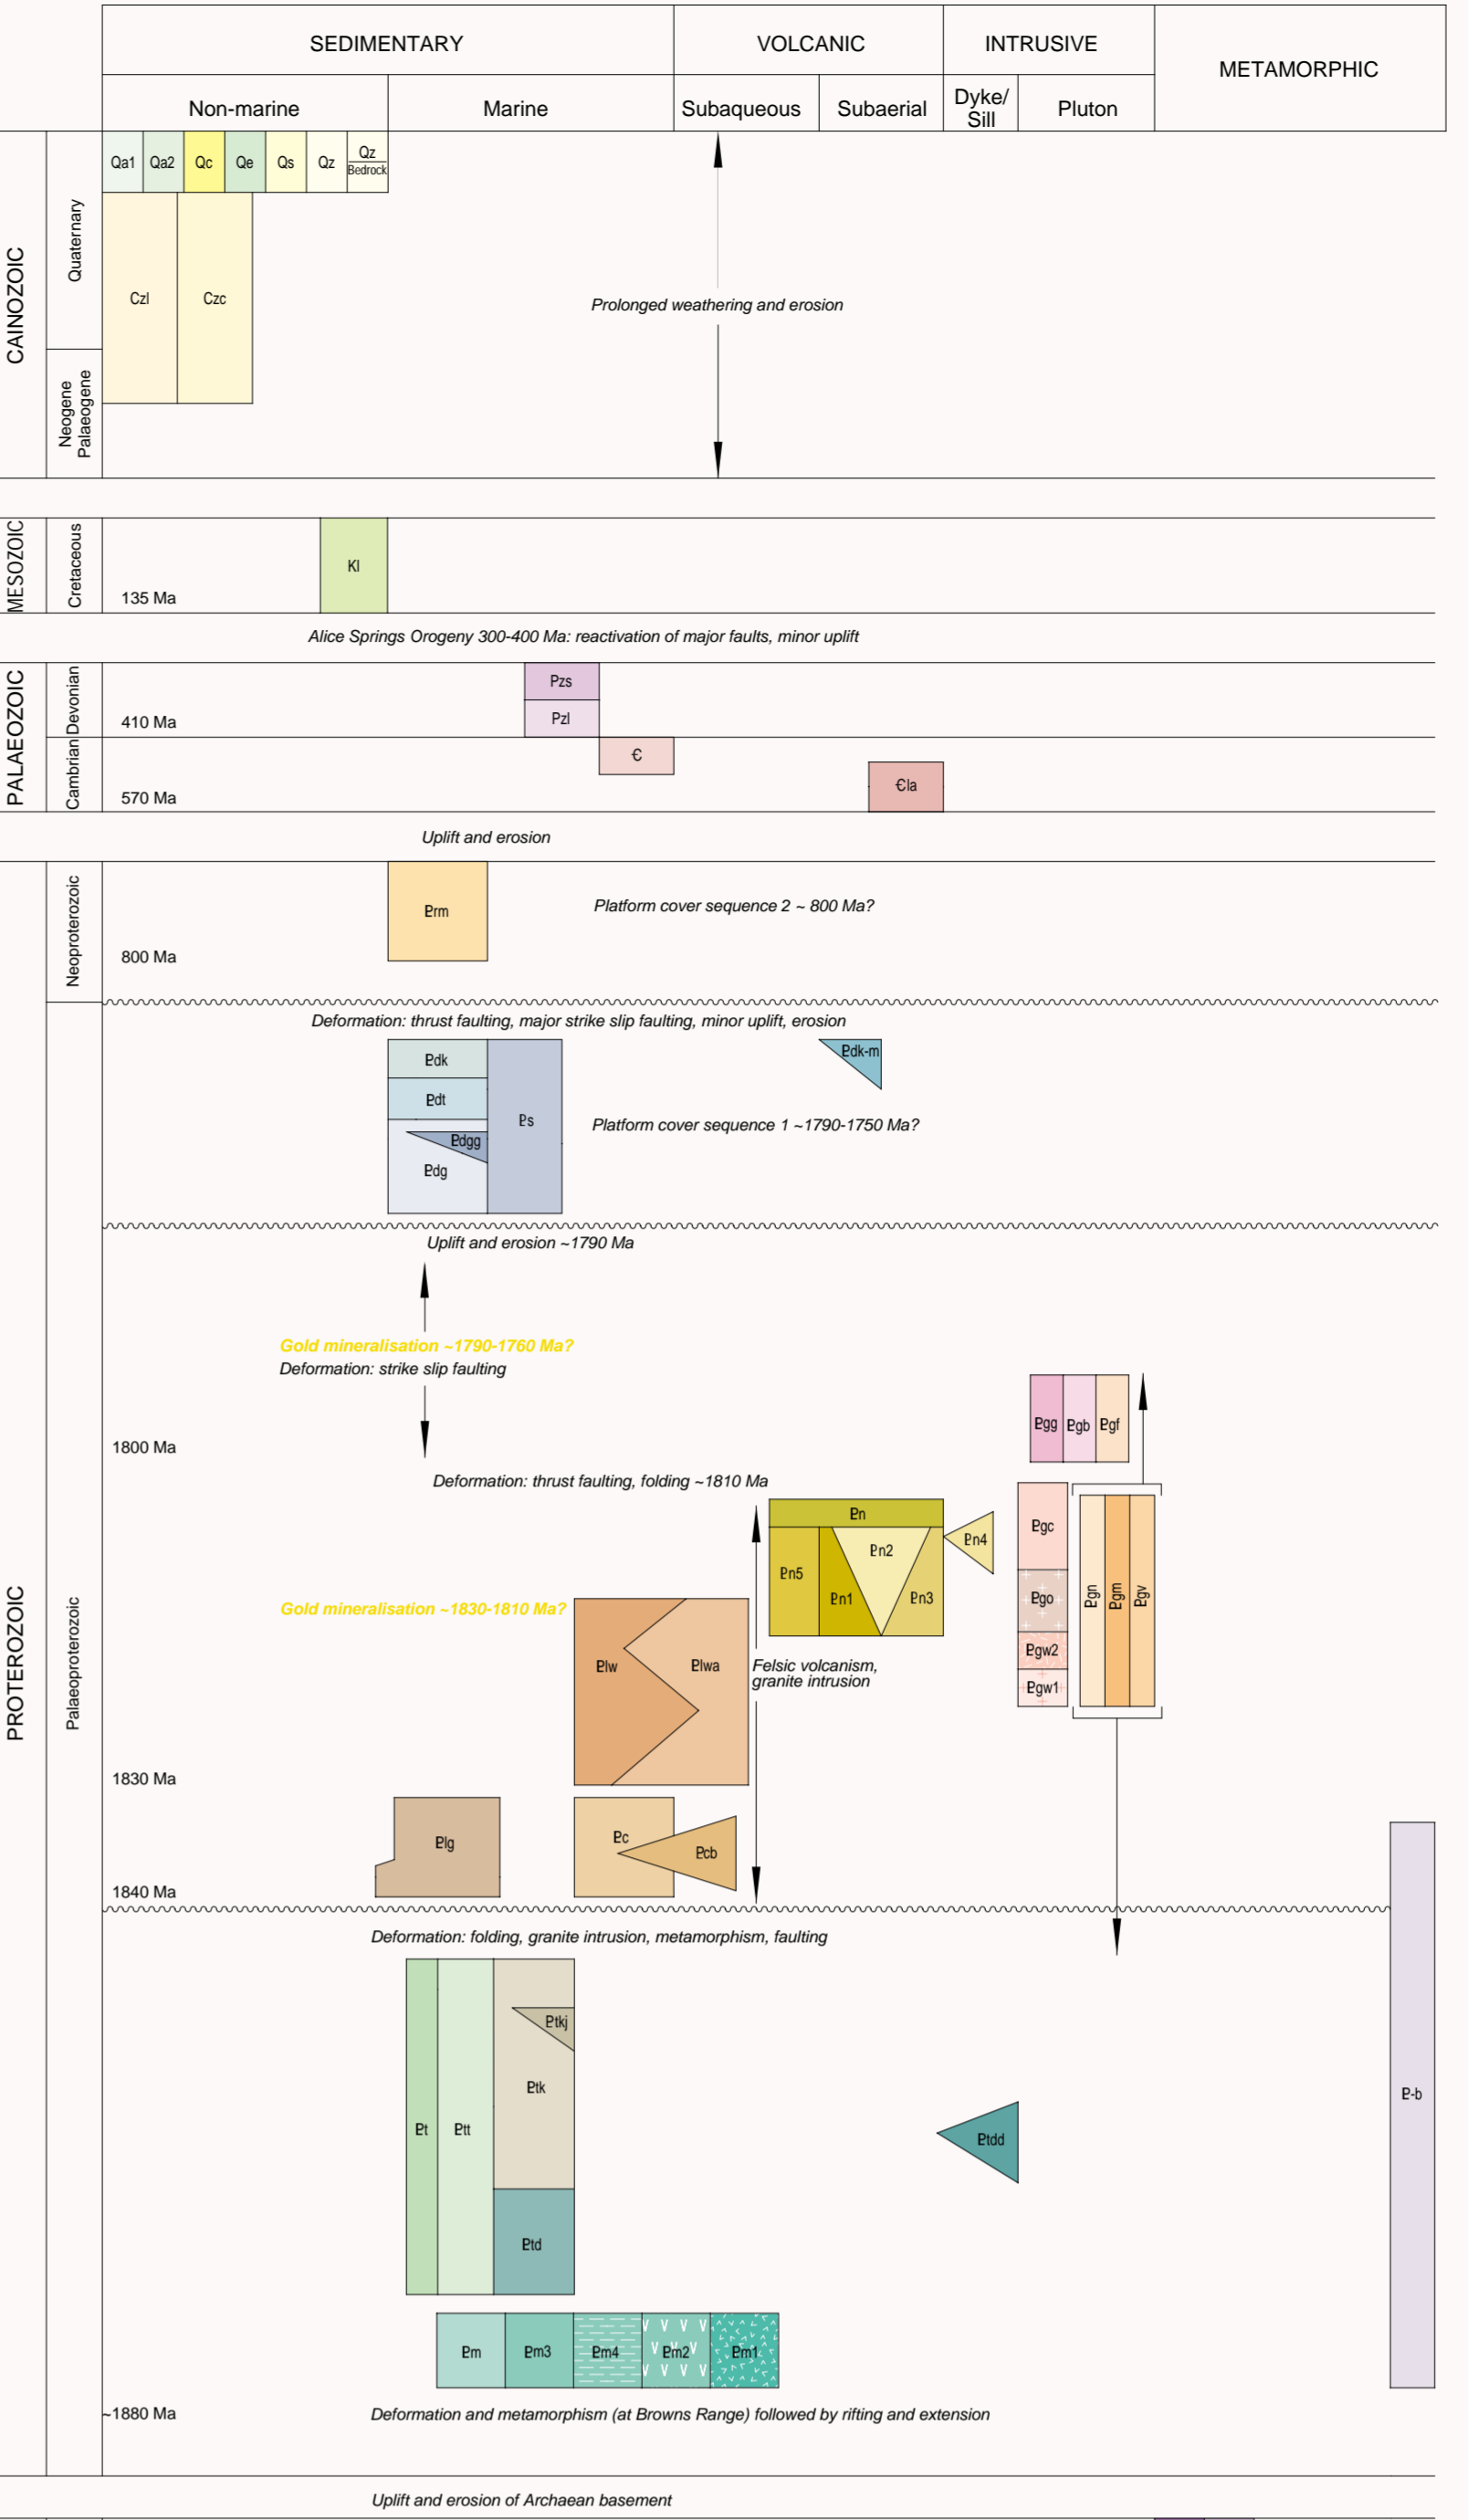 SEDIMENTARY
VOLCANIC
INTRUSIVE
METAMORPHIC
Non-marine
Marine
Subaqueous
Subaerial
Dyke/
Sill
Pluton
CAINOZOIC
Quaternary
Neogene
Palaeogene
Qa1
Qa2
Qc
Qe
Qs
Qz
Qz
Bedrock
Czl
Czc
Prolonged weathering and erosion
MESOZOIC
Cretaceous
Kl
135 Ma
Alice Springs Orogeny 300-400 Ma: reactivation of major faults, minor uplift
PALAEOZOIC
Devonian
Pzs
Pzl
410 Ma
Cambrian
Є
Єla
570 Ma
Uplift and erosion
PROTEROZOIC
Neoproterozoic
Ꝑrm
Platform cover sequence 2 ~ 800 Ma?
800 Ma
Palaeoproterozoic
Deformation: thrust faulting, major strike slip faulting, minor uplift, erosion
Ꝑdk
Ꝑdk-m
Ꝑdt
Ꝑs
Platform cover sequence 1 ~1790-1750 Ma?
Ꝑdgg
Ꝑdg
Uplift and erosion ~1790 Ma
Gold mineralisation ~1790-1760 Ma?
Deformation: strike slip faulting
Ꝑgg
Ꝑgb
Ꝑgf
1800 Ma
Deformation: thrust faulting, folding ~1810 Ma
Ꝑn
Ꝑn4
Ꝑn2
Ꝑn5
Ꝑn1
Ꝑn3
Ꝑgc
Ꝑgo
Ꝑgw2
Ꝑgw1
Ꝑgn
Ꝑgm
Ꝑgv
Gold mineralisation ~1830-1810 Ma?
Ꝑlw
Ꝑlwa
Felsic volcanism,
granite intrusion
1830 Ma
Ꝑlg
Ꝑc
Ꝑcb
1840 Ma
Deformation: folding, granite intrusion, metamorphism, faulting
Ꝑtkj
Ꝑtk
Ꝑt
Ꝑtt
Ꝑtdd
Ꝑ-b
Ꝑtd
Ꝑm
Ꝑm3
Ꝑm4
Ꝑm2
Ꝑm1
~1880 Ma
Deformation and metamorphism (at Browns Range) followed by rifting and extension
Uplift and erosion of Archaean basement